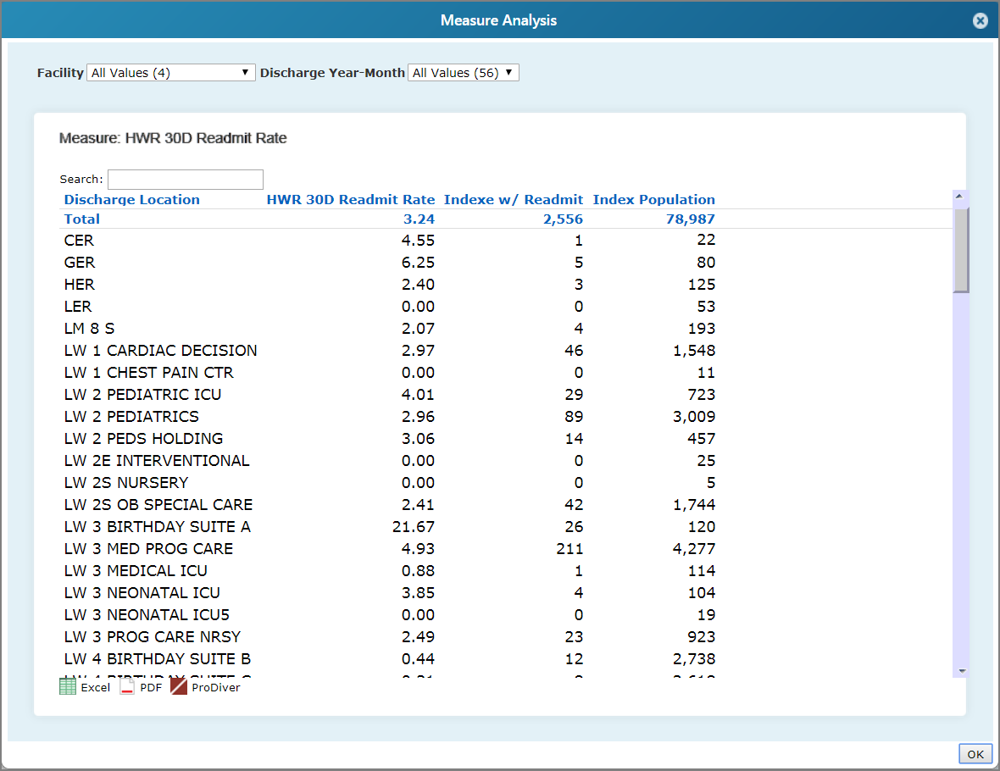 Measure Analysis
Facility All Values (4) Discharge Year-Month All Values (56)
Measure: HWR 30D Readmit Rate
Search:
Discharge Location HWR 30D Readmit Rate Indexe w/ Readmit Index Population
Total 3.24 2,556 78,987
CER 4.55 1 22
GER 6.25 5 80
HER 2.40 3 125
LER 0.00 0 53
LM 8 S 2.07 4 193
LW 1 CARDIAC DECISION 2.97 46 1,548
LW 1 CHEST PAIN CTR 0.00 0 11
LW 2 PEDIATRIC ICU 4.01 29 723
LW 2 PEDIATRICS 2.96 89 3,009
LW 2 PEDS HOLDING 3.06 14 457
LW 2E INTERVENTIONAL 0.00 0 25
LW 2S NURSERY 0.00 0 5
LW 2S OB SPECIAL CARE 2.41 42 1,744
LW 3 BIRTHDAY SUITE A 21.67 26 120
LW 3 MED PROG CARE 4.93 211 4,277
LW 3 MEDICAL ICU 0.88 1 114
LW 3 NEONATAL ICU 3.85 4 104
LW 3 NEONATAL ICU5 0.00 0 19
LW 3 PROG CARE NRSY 2.49 23 923
LW 4 BIRTHDAY SUITE B 0.44 12 2,738
Excel PDF ProDiver
OK